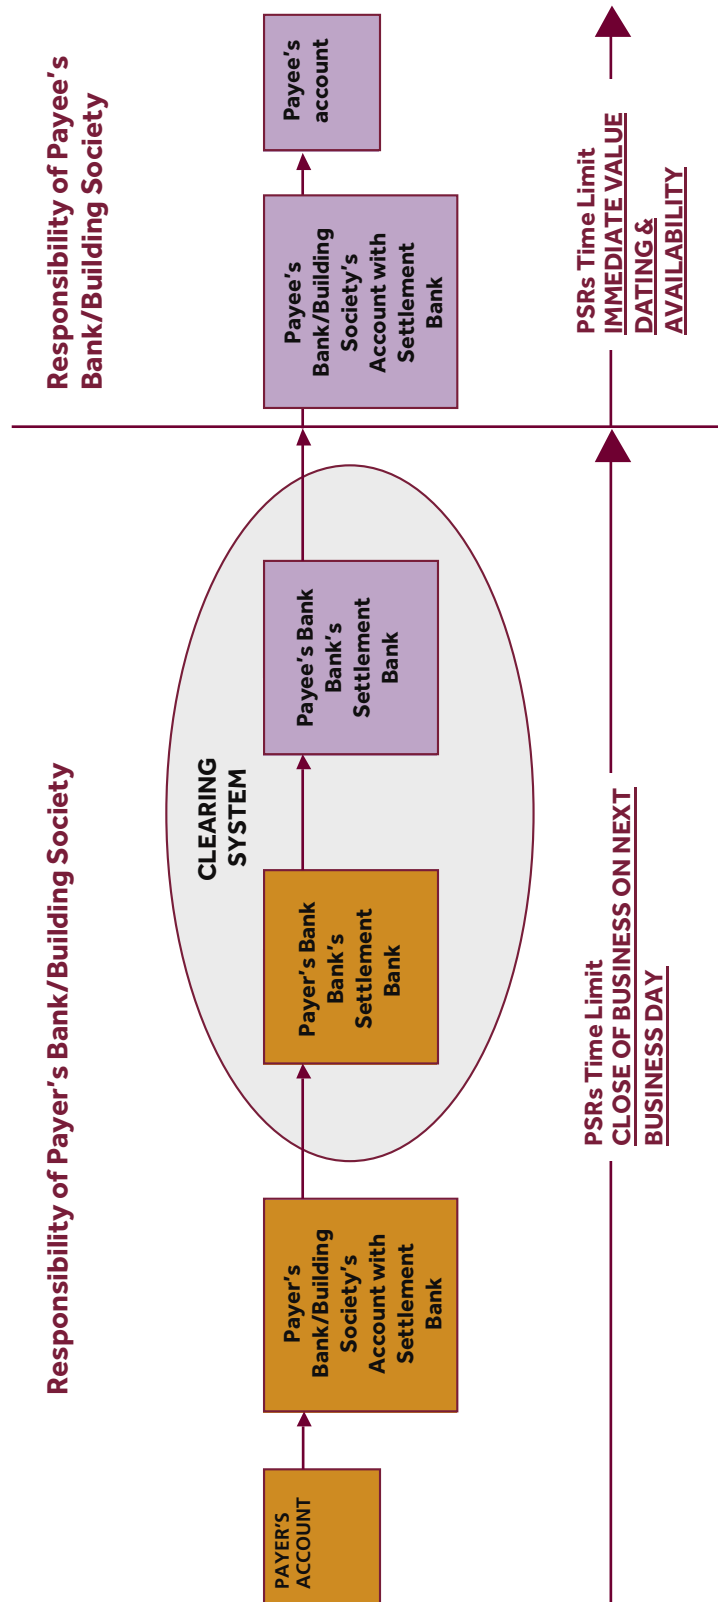 Responsibility of Payer's Bank/Building Society
Responsibility of Payee's
Bank/Building Society
CLEARING
SYSTEM
PAYER'S
ACCOUNT
Payer's
Bank/Building
Society's
Account with
Settlement
Bank
Payer's Bank
Bank's
Settlement
Bank
Payee's Bank
Bank's
Settlement
Bank
Payee's
Bank/Building
Society's
Account with
Settlement
Bank
Payee's
account
PSRs Time Limit
CLOSE OF BUSINESS ON NEXT
BUSINESS DAY
PSRs Time Limit
IMMEDIATE VALUE
DATING &
AVAILABILITY